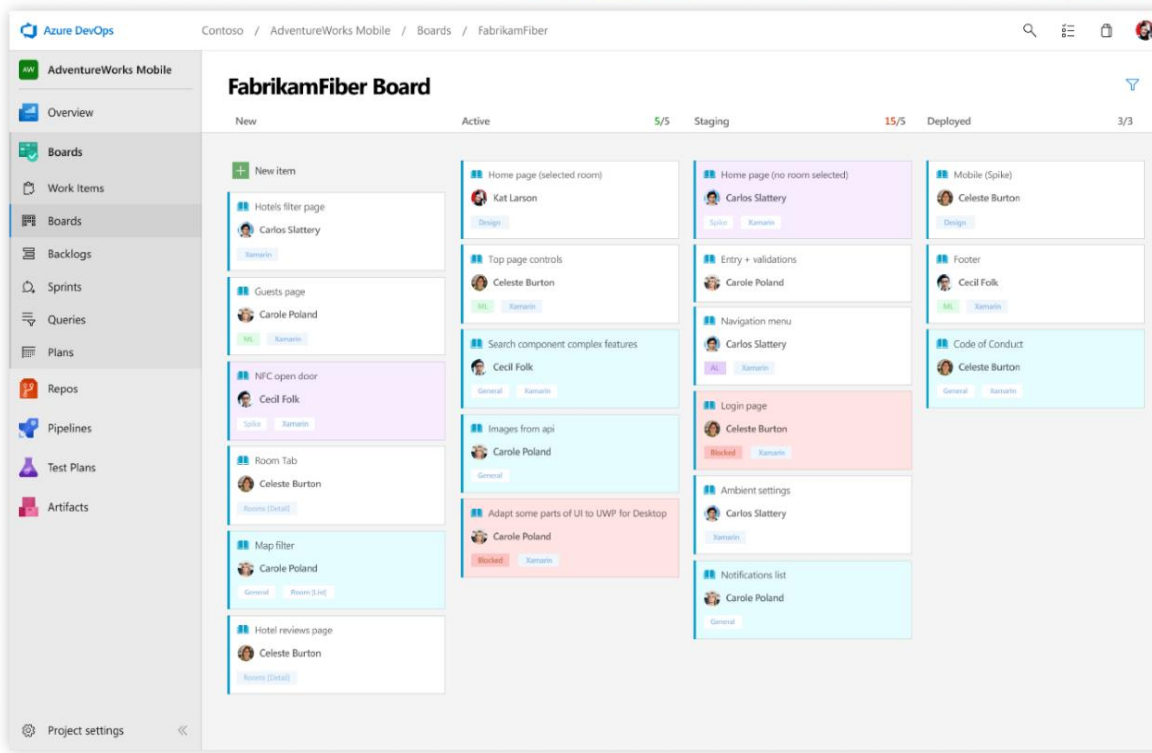 Azure DevOps
Contoso / AdventureWorks Mobile / Boards / FabrikamFiber
AW
AdventureWorks Mobile
Overview
Boards
Work Items
Boards
Backlogs
Sprints
Queries
Plans
Repos
Pipelines
Test Plans
Artifacts
Project settings
FabrikamFiber Board
New
New item
Hotels filter page
Carlos Slattery
Xamarin
Guests page
Carole Poland
ML Xamarin
NFC open door
Cecil Folk
Spike Xamarin
Room Tab
Celeste Burton
Rooms [Detail]
Map filter
Carole Poland
General Room [List]
Hotel reviews page
Celeste Burton
Rooms [Detail]
Active 5/5
Home page (selected room)
Kat Larson
Design
Top page controls
Celeste Burton
ML Xamarin
Search component complex features
Cecil Folk
General Xamarin
Images from api
Carole Poland
General
Adapt some parts of UI to UWP for Desktop
Carole Poland
Blocked Xamarin
Staging 15/5
Home page (no room selected)
Carlos Slattery
Spike Xamarin
Entry + validations
Carole Poland
Navigation menu
Carlos Slattery
AL Xamarin
Login page
Celeste Burton
Blocked Xamarin
Ambient settings
Carlos Slattery
Xamarin
Notifications list
Carole Poland
General
Deployed 3/3
Mobile (Spike)
Celeste Burton
Design
Footer
Cecil Folk
ML Xamarin
Code of Conduct
Celeste Burton
General Xamarin